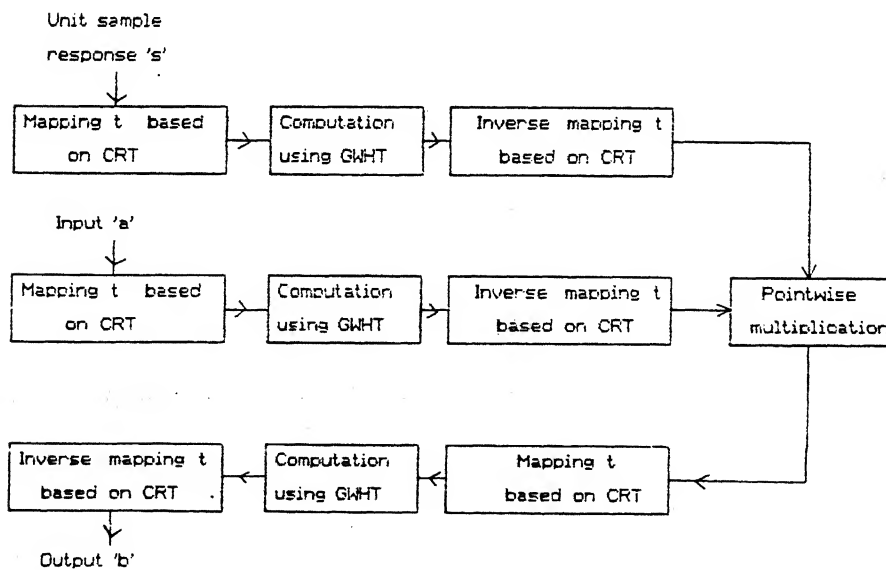 Unit sample
response 's'
Mapping t based
on CRT
Computation
using GWHT
Inverse mapping t
based on CRT
Input 'a'
Mapping t based
on CRT
Computation
using GWHT
Inverse mapping t
based on CRT
Pointwise
multiplication
Inverse mapping t
based on CRT
Computation
using GWHT
Mapping t
based on CRT
Output 'b'